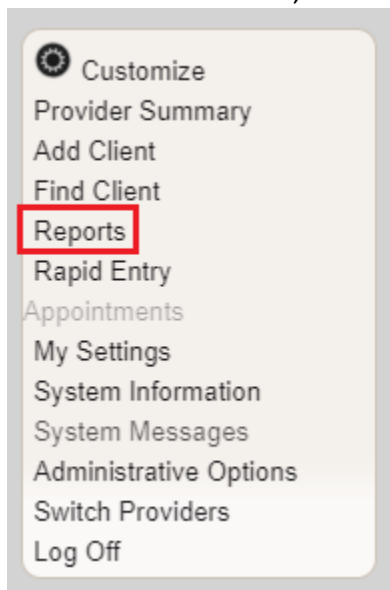 Customize
Provider Summary
Add Client
Find Client
Reports
Rapid Entry
Appointments
My Settings
System Information
System Messages
Administrative Options
Switch Providers
Log Off